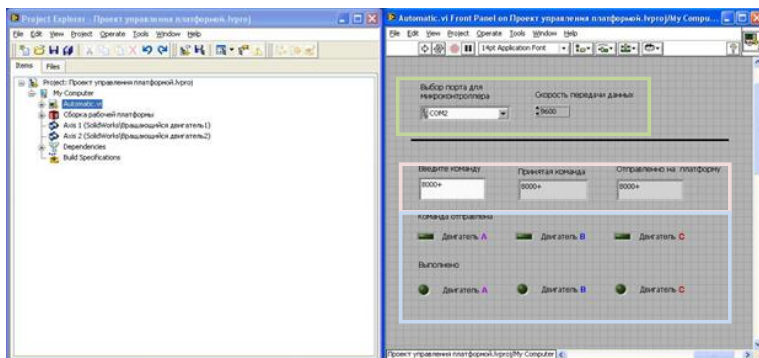 Project Explorer - Проект управления платформой.lvproj
File Edit View Project Operate Tools Window Help
Items Files
Project: Проект управления платформой.lvproj
My Computer
Automatic.vi
Сборка рабочей платформы
Axis 1 (SolidWorks\Вращающийся двигатель1)
Axis 2 (SolidWorks\Вращающийся двигатель2)
Dependencies
Build Specifications
Automatic.vi Front Panel on Проект управления платформой.lvproj/My Compu...
File Edit View Project Operate Tools Window Help
14pt Application Font
Выбор порта для микроконтроллера
Скорость передачи данных
COM2
9600
Введите команду Принятая команда Отправленно на платформу
8000+ 8000+ 8000+
Команда отправлена
Двигатель A Двигатель B Двигатель C
Выполнено
Двигатель A Двигатель B Двигатель C
Проект управления платформой.lvproj/My Computer